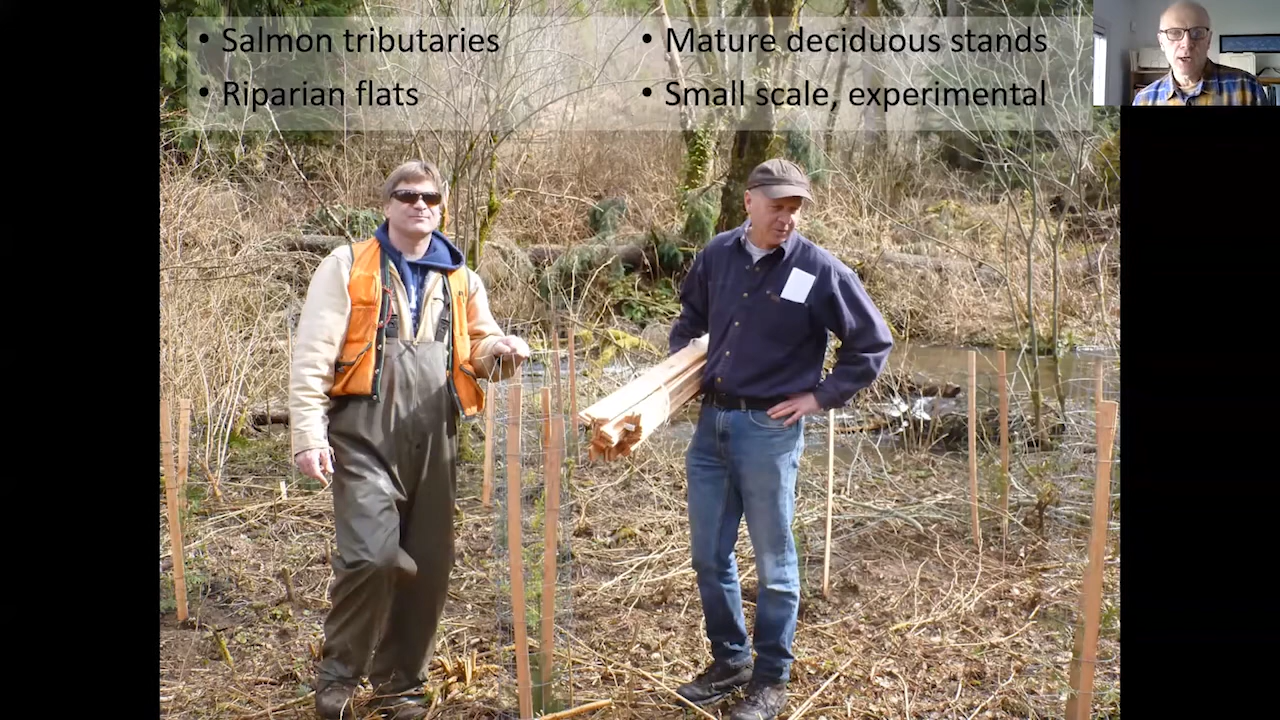 • Salmon tributaries
• Riparian flats
• Mature deciduous stands
• Small scale, experimental